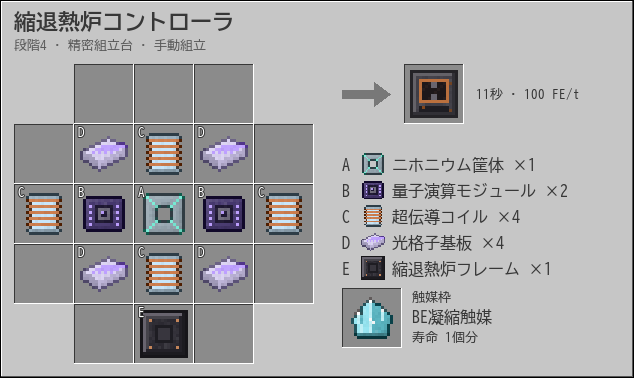 縮退熱炉コントローラ
段階4 · 精密組立台 · 手動組立
11秒 · 100 FE/t
D C D
C B A B C
D C D
E
A ニホニウム筐体 ×1
B 量子演算モジュール ×2
C 超伝導コイル ×4
D 光格子基板 ×4
E 縮退熱炉フレーム ×1
触媒枠
BE凝縮触媒
寿命 1個分